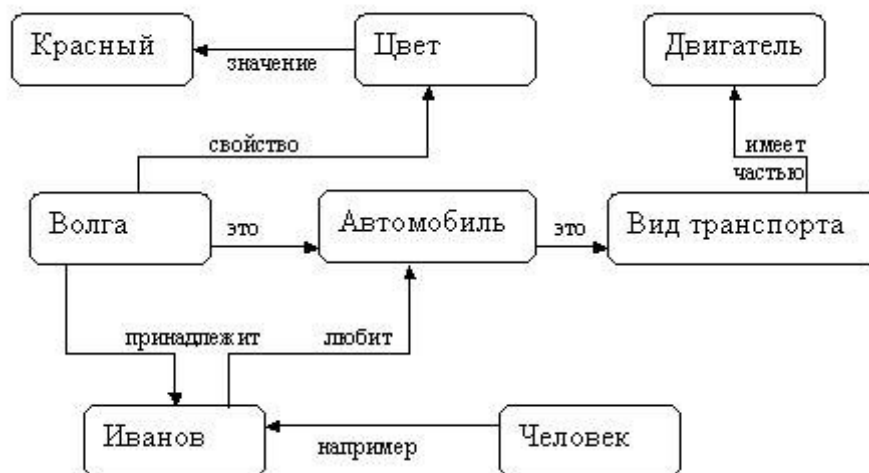 Красный
значение
Цвет
Двигатель
свойство
имеет
частью
Волга
это
Автомобиль
это
Вид транспорта
принадлежит
любит
Иванов
например
Человек